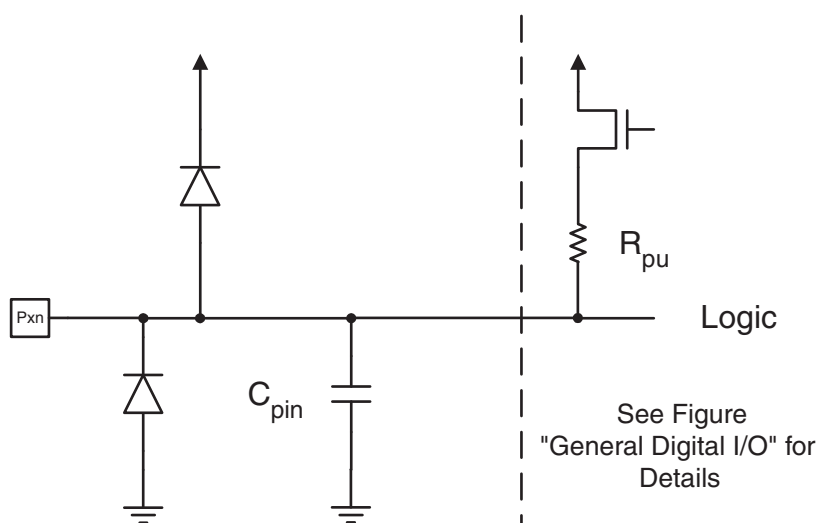 R
pu
Pxn
Logic
C
pin
See Figure
"General Digital I/O" for
Details